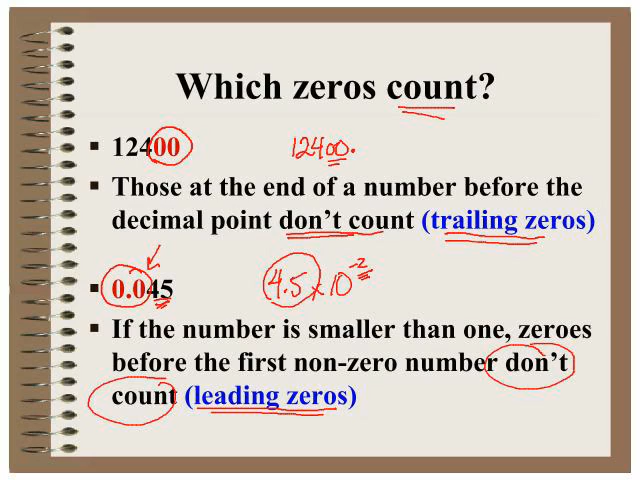 Which zeros count?
▪ 12400 12400.
▪ Those at the end of a number before the
decimal point don't count (trailing zeros)
▪ 0.045 4.5 x 10⁻²
▪ If the number is smaller than one, zeroes
before the first non-zero number don't
count (leading zeros)